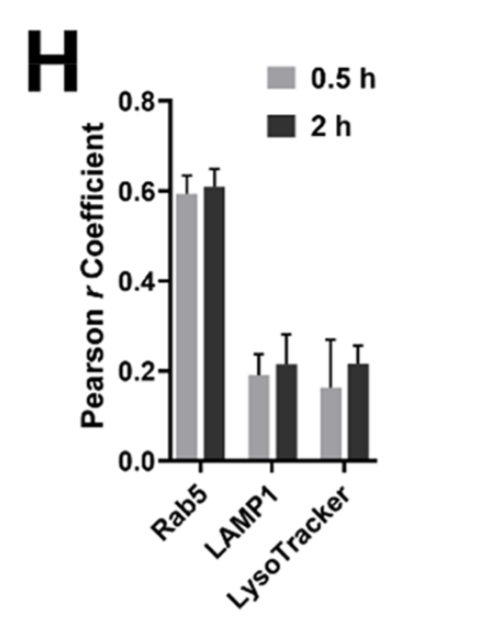 H
0.5 h
2 h
Pearson r Coefficient
0.8
0.6
0.4
0.2
0.0
Rab5
LAMP1
LysoTracker